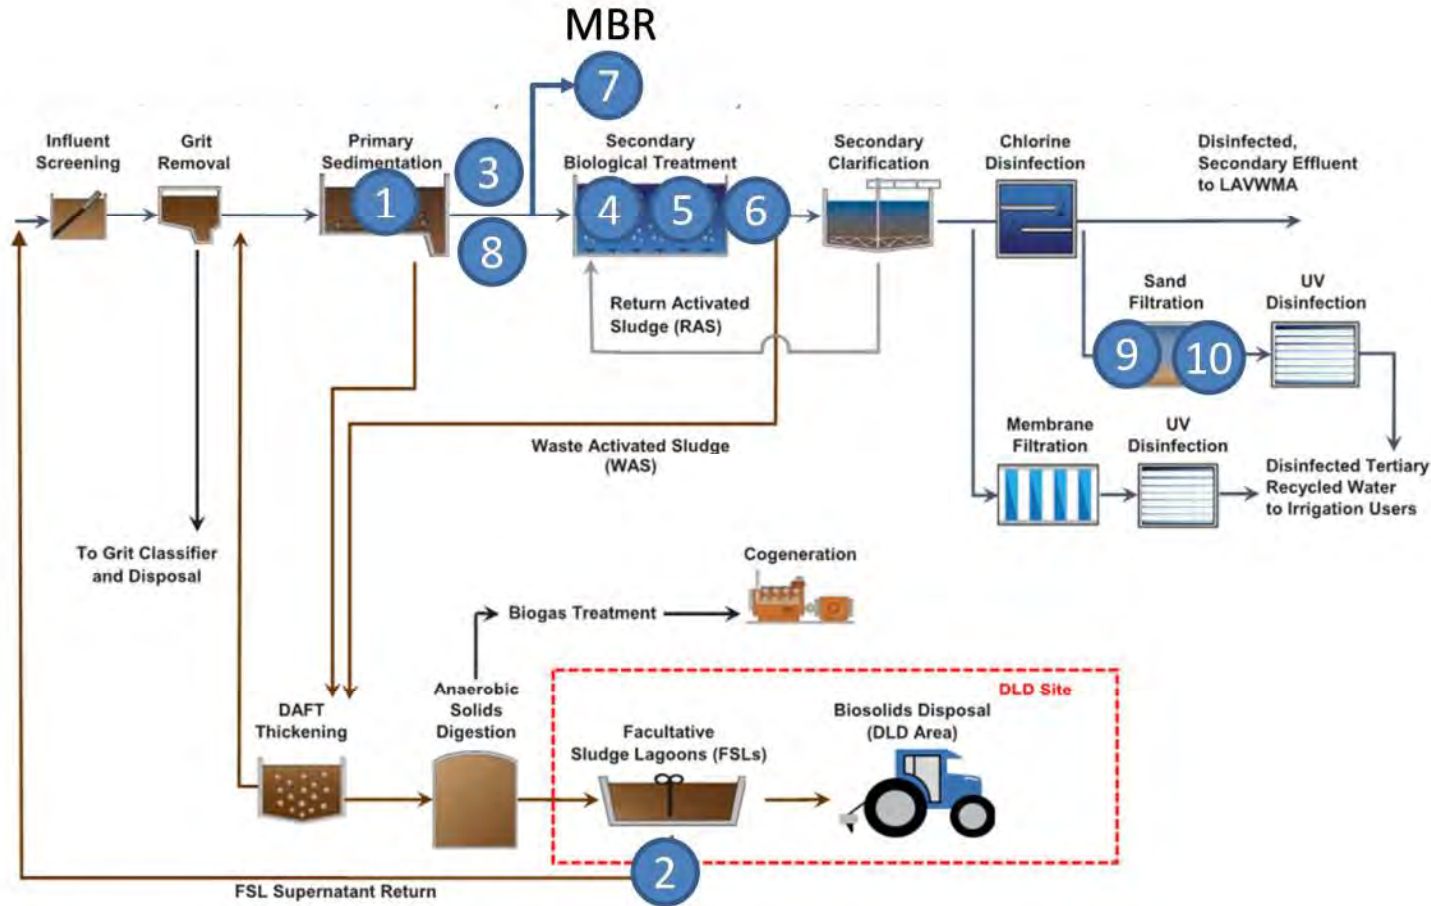 MBR
7
Influent
Screening
Grit
Removal
Primary
Sedimentation
1
3
8
Secondary
Biological Treatment
4
5
6
Secondary
Clarification
Chlorine
Disinfection
Disinfected,
Secondary Effluent
to LAVWMA
Return Activated
Sludge (RAS)
Sand
Filtration
9
10
UV
Disinfection
Waste Activated Sludge
(WAS)
Membrane
Filtration
UV
Disinfection
Disinfected Tertiary
Recycled Water
to Irrigation Users
To Grit Classifier
and Disposal
Cogeneration
Biogas Treatment
DLD Site
DAFT
Thickening
Anaerobic
Solids
Digestion
Facultative
Sludge Lagoons (FSLs)
Biosolids Disposal
(DLD Area)
2
FSL Supernatant Return